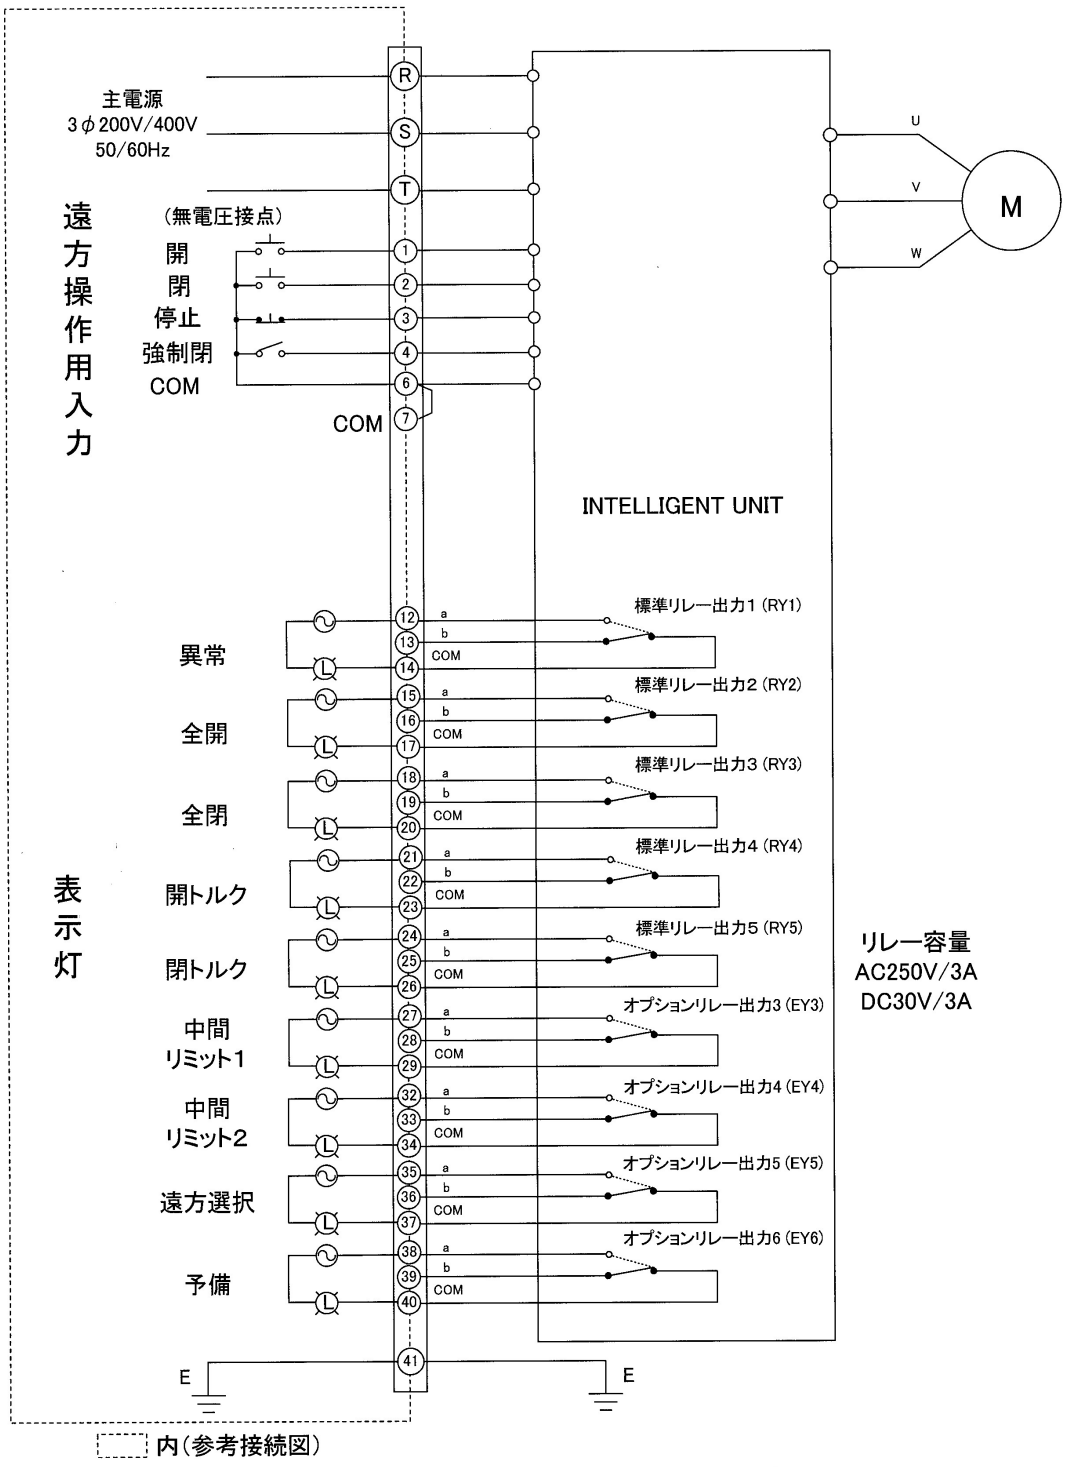 主電源
3φ200V/400V
50/60Hz
R
S
T
遠方操作用入力
(無電圧接点)
開
1
閉
2
停止
3
強制閉
4
COM
6
COM
7
U
V
W
M
INTELLIGENT UNIT
表示灯
異常
L
12
13
14
a
b
COM
標準リレー出力1(RY1)
全開
L
15
16
17
a
b
COM
標準リレー出力2(RY2)
全閉
L
18
19
20
a
b
COM
標準リレー出力3(RY3)
開トルク
L
21
22
23
a
b
COM
標準リレー出力4(RY4)
閉トルク
L
24
25
26
a
b
COM
標準リレー出力5(RY5)
中間
リミット1
L
27
28
29
a
b
COM
オプションリレー出力3(EY3)
中間
リミット2
L
32
33
34
a
b
COM
オプションリレー出力4(EY4)
遠方選択
L
35
36
37
a
b
COM
オプションリレー出力5(EY5)
予備
L
38
39
40
a
b
COM
オプションリレー出力6(EY6)
リレー容量
AC250V/3A
DC30V/3A
E
41
E
内(参考接続図)